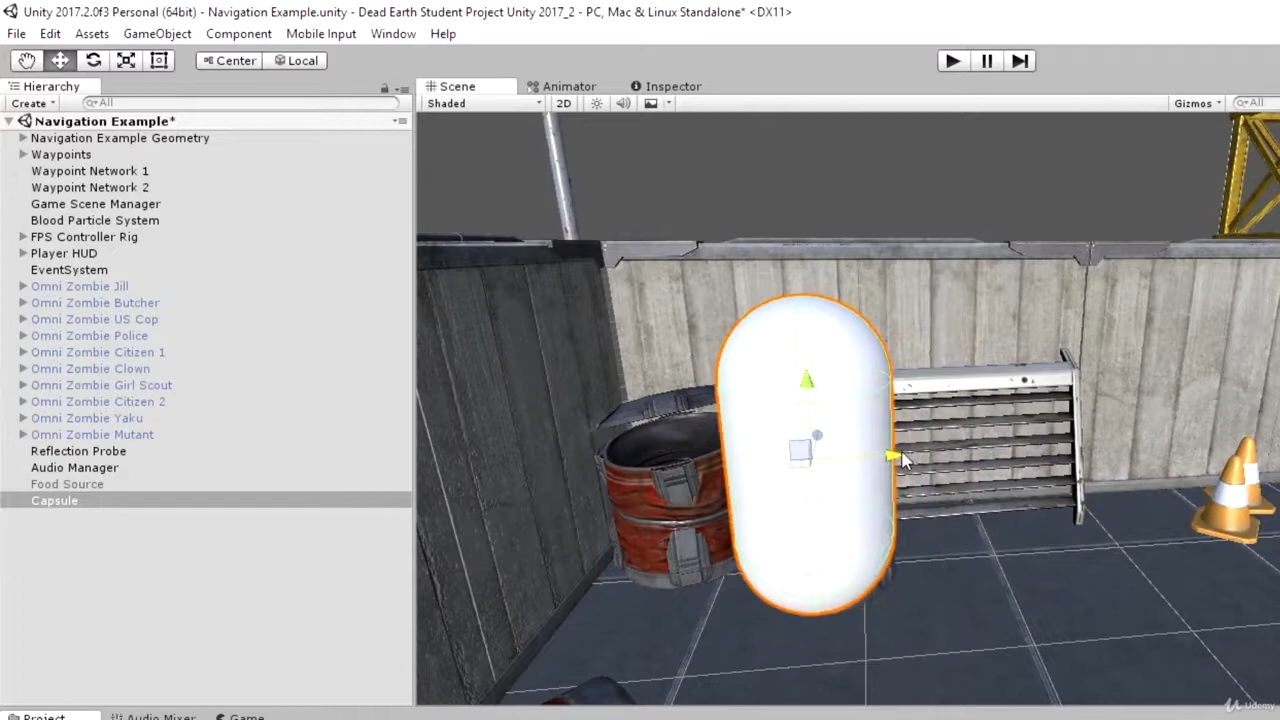 Unity 2017.2.0f3 Personal (64bit) - Navigation Example.unity - Dead Earth Student Project Unity 2017_2 - PC, Mac & Linux Standalone* <DX11>
File Edit Assets GameObject Component Mobile Input Window Help
Center Local
Hierarchy Scene Animator Inspector
Create All Shaded 2D Gizmos All
Navigation Example*
Navigation Example Geometry
Waypoints
Waypoint Network 1
Waypoint Network 2
Game Scene Manager
Blood Particle System
FPS Controller Rig
Player HUD
EventSystem
Omni Zombie Jill
Omni Zombie Butcher
Omni Zombie US Cop
Omni Zombie Police
Omni Zombie Citizen 1
Omni Zombie Clown
Omni Zombie Girl Scout
Omni Zombie Citizen 2
Omni Zombie Yaku
Omni Zombie Mutant
Reflection Probe
Audio Manager
Food Source
Capsule
Udemy
Project Audio Mixer Game